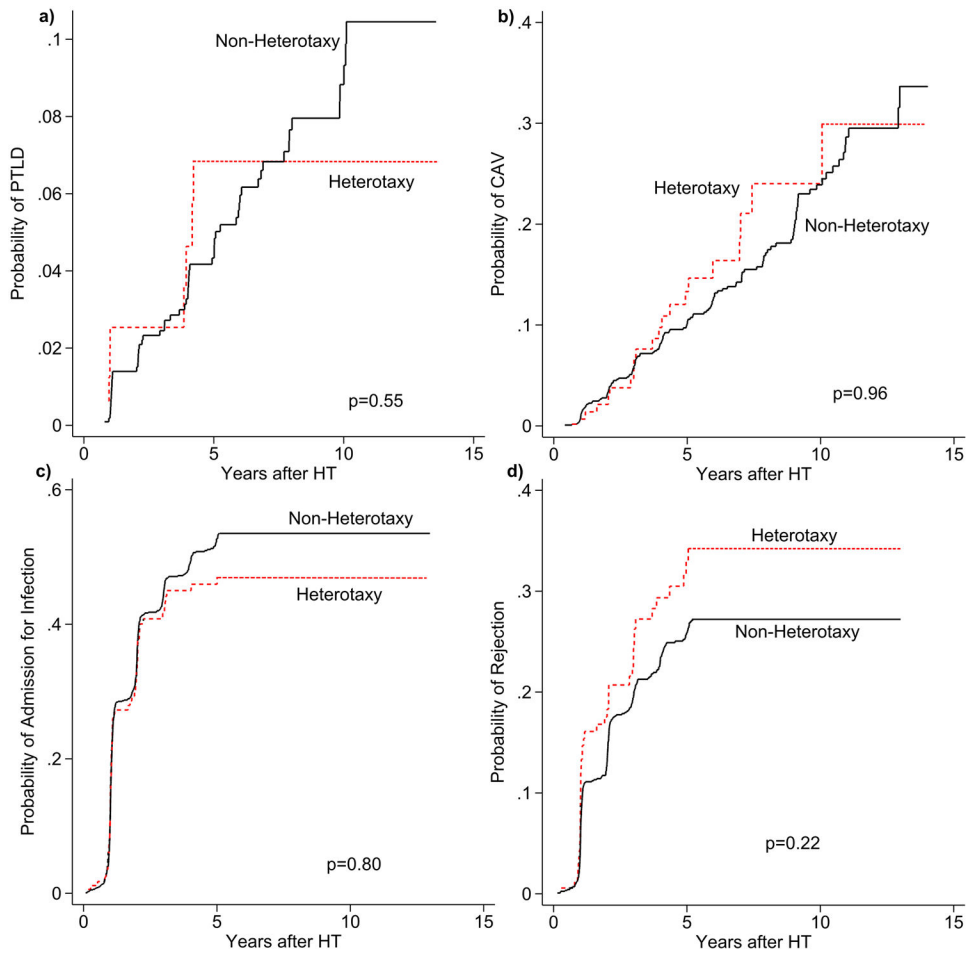 a)
Probability of PTLD
.1
.08
.06
.04
.02
0
Non-Heterotaxy
Heterotaxy
p=0.55
0 5 10 15
Years after HT
b)
Probability of CAV
.4
.3
.2
.1
0
Heterotaxy
Non-Heterotaxy
p=0.96
0 5 10 15
Years after HT
c)
Probability of Admission for Infection
.6
.4
.2
0
Non-Heterotaxy
Heterotaxy
p=0.80
0 5 10 15
Years after HT
d)
Probability of Rejection
.4
.3
.2
.1
0
Heterotaxy
Non-Heterotaxy
p=0.22
0 5 10 15
Years after HT